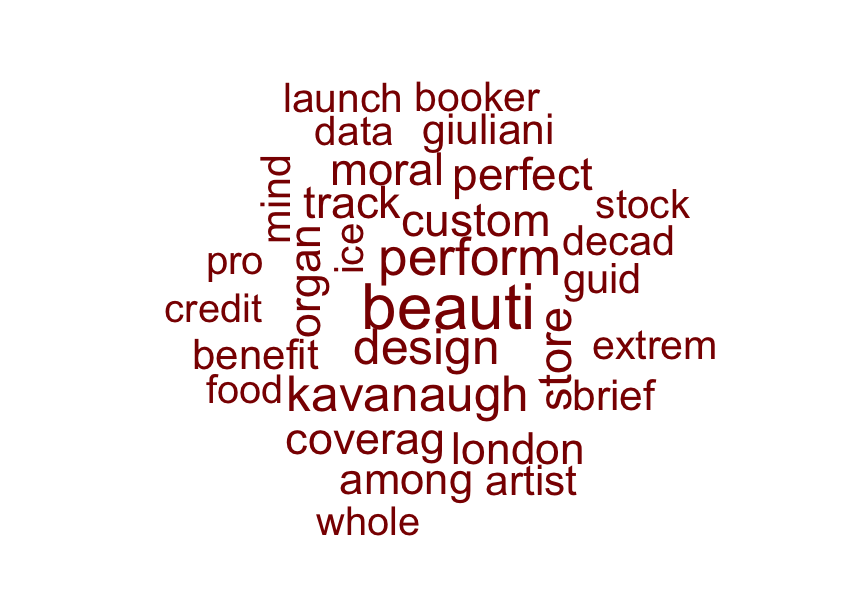 launch booker
data giuliani
mind moral perfect
track custom stock
organ ice perform decad
pro guid
credit beauti
benefit design store extrem
food kavanaugh brief
coverag london
among artist
whole